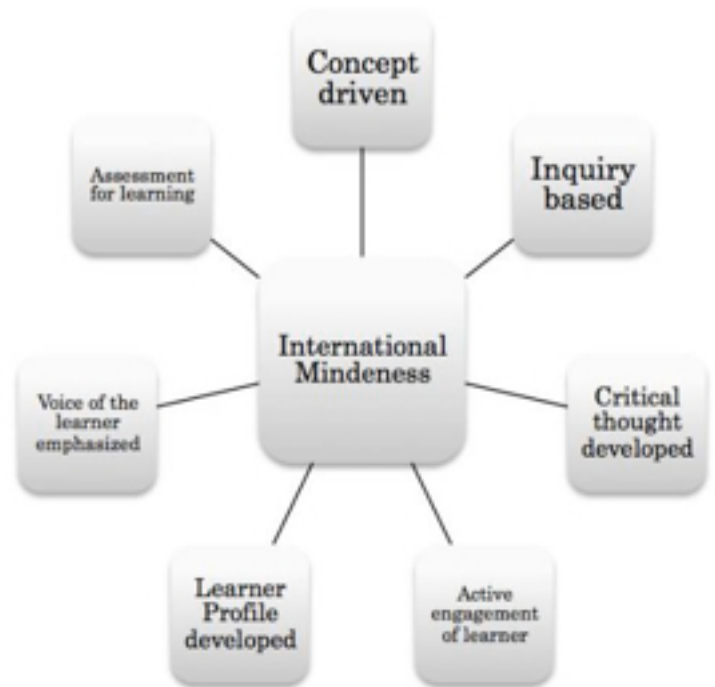 Concept
driven
Inquiry
based
Critical
thought
developed
Active
engagement
of learner
Learner
Profile
developed
Voice of the
learner
emphasized
Assessment
for learning
International
Mindeness